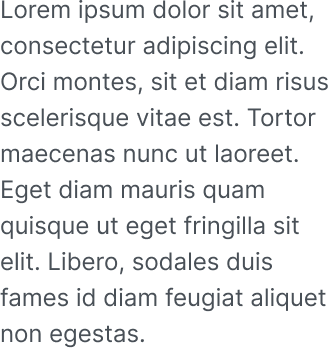 Lorem ipsum dolor sit amet,
consectetur adipiscing elit.
Orci montes, sit et diam risus
scelerisque vitae est. Tortor
maecenas nunc ut laoreet.
Eget diam mauris quam
quisque ut eget fringilla sit
elit. Libero, sodales duis
fames id diam feugiat aliquet
non egestas.